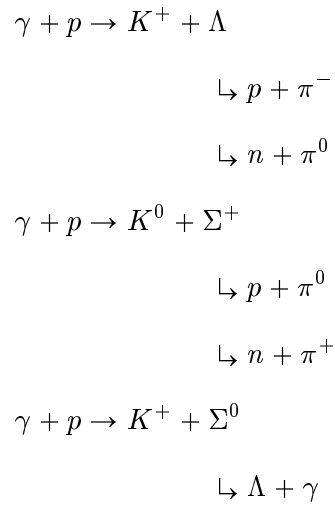 γ + p → K⁺ + Λ
↳ p + π⁻
↳ n + π⁰
γ + p → K⁰ + Σ⁺
↳ p + π⁰
↳ n + π⁺
γ + p → K⁺ + Σ⁰
↳ Λ + γ